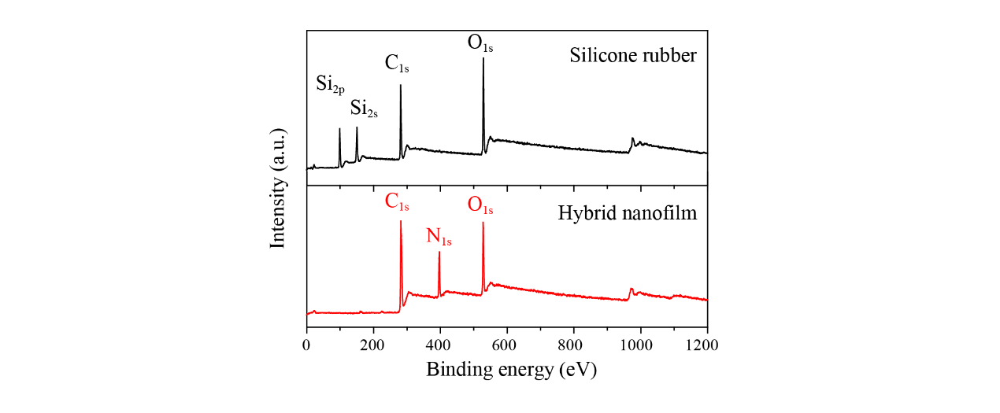 O1s
Silicone rubber
C1s
Si2p
Si2s
Intensity (a.u.)
C1s
O1s
Hybrid nanofilm
N1s
0 200 400 600 800 1000 1200
Binding energy (eV)